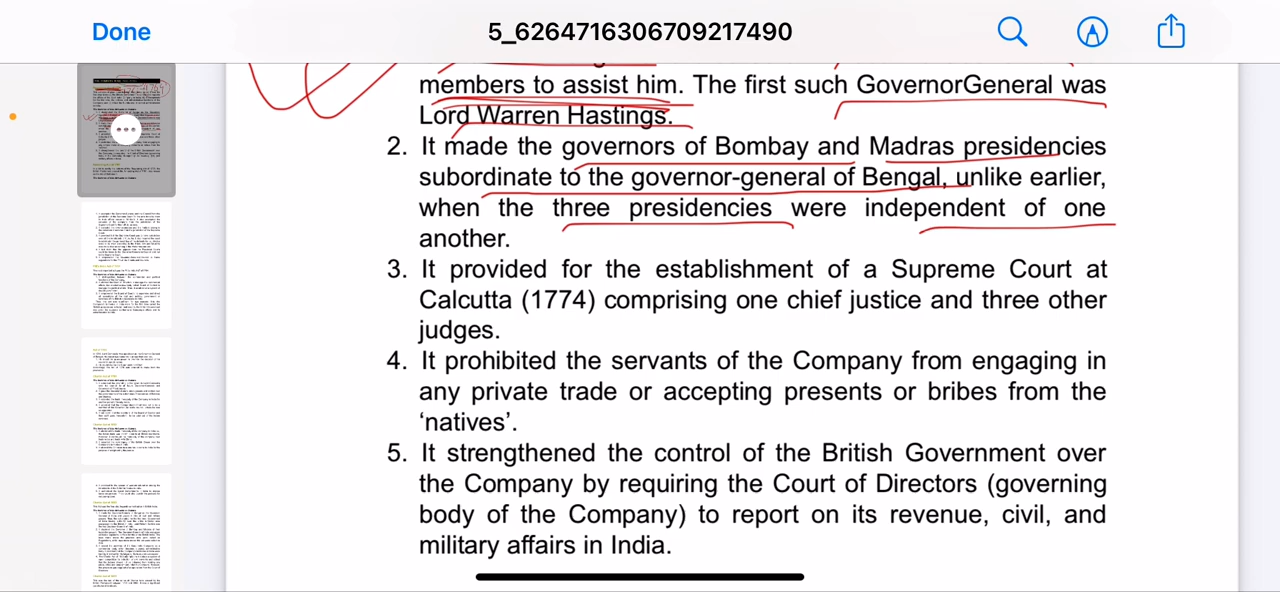 Done
5_6264716306709217490
members to assist him. The first such GovernorGeneral was
Lord Warren Hastings.
2. It made the governors of Bombay and Madras presidencies
subordinate to the governor-general of Bengal, unlike earlier,
when the three presidencies were independent of one
another.
3. It provided for the establishment of a Supreme Court at
Calcutta (1774) comprising one chief justice and three other
judges.
4. It prohibited the servants of the Company from engaging in
any private trade or accepting presents or bribes from the
‘natives’.
5. It strengthened the control of the British Government over
the Company by requiring the Court of Directors (governing
body of the Company) to report on its revenue, civil, and
military affairs in India.